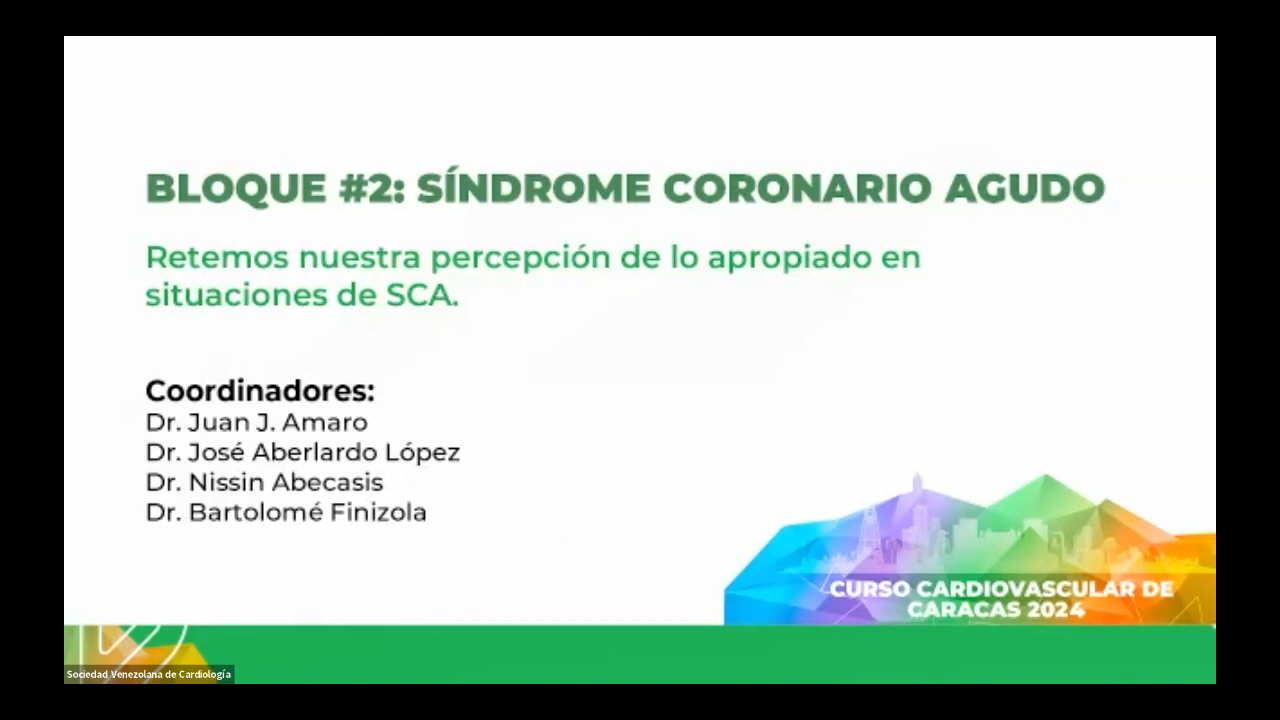 BLOQUE #2: SÍNDROME CORONARIO AGUDO
Retemos nuestra percepción de lo apropiado en
situaciones de SCA.
Coordinadores:
Dr. Juan J. Amaro
Dr. José Aberlardo López
Dr. Nissin Abecasis
Dr. Bartolomé Finizola
CURSO CARDIOVASCULAR DE
CARACAS 2024
Sociedad Venezolana de Cardiología